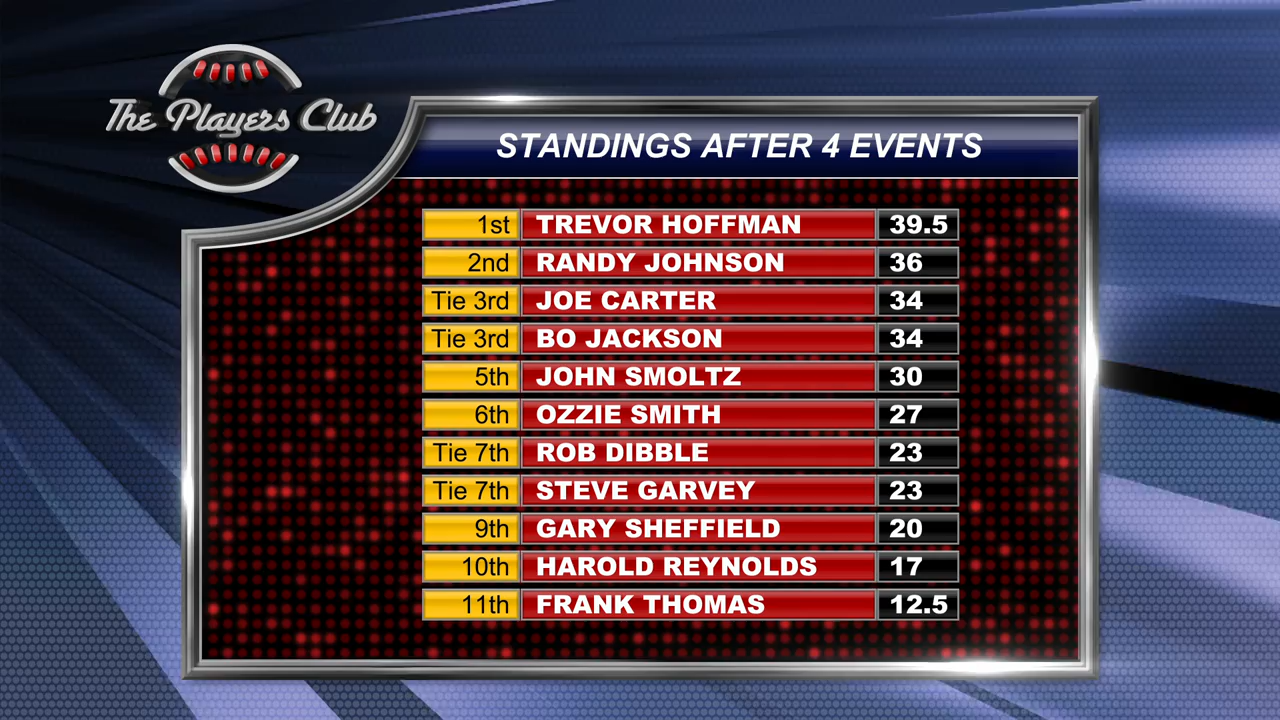 The Players Club
STANDINGS AFTER 4 EVENTS
1st TREVOR HOFFMAN 39.5
2nd RANDY JOHNSON 36
Tie 3rd JOE CARTER 34
Tie 3rd BO JACKSON 34
5th JOHN SMOLTZ 30
6th OZZIE SMITH 27
Tie 7th ROB DIBBLE 23
Tie 7th STEVE GARVEY 23
9th GARY SHEFFIELD 20
10th HAROLD REYNOLDS 17
11th FRANK THOMAS 12.5